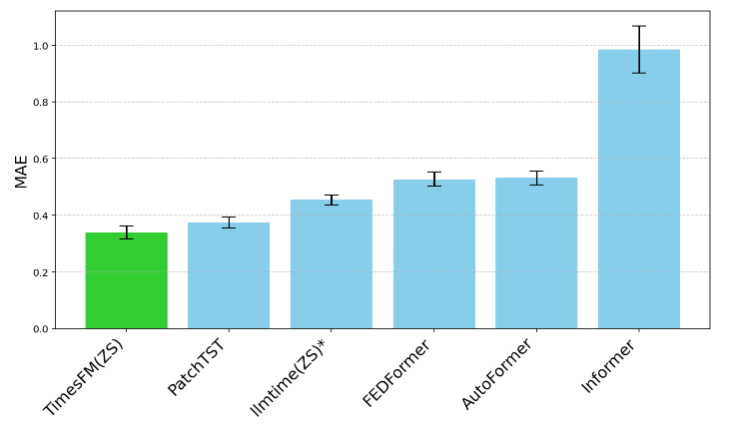 MAE
1.0
0.8
0.6
0.4
0.2
0.0
TimesFM(ZS)
PatchTST
llmtime(ZS)*
FEDFormer
AutoFormer
Informer